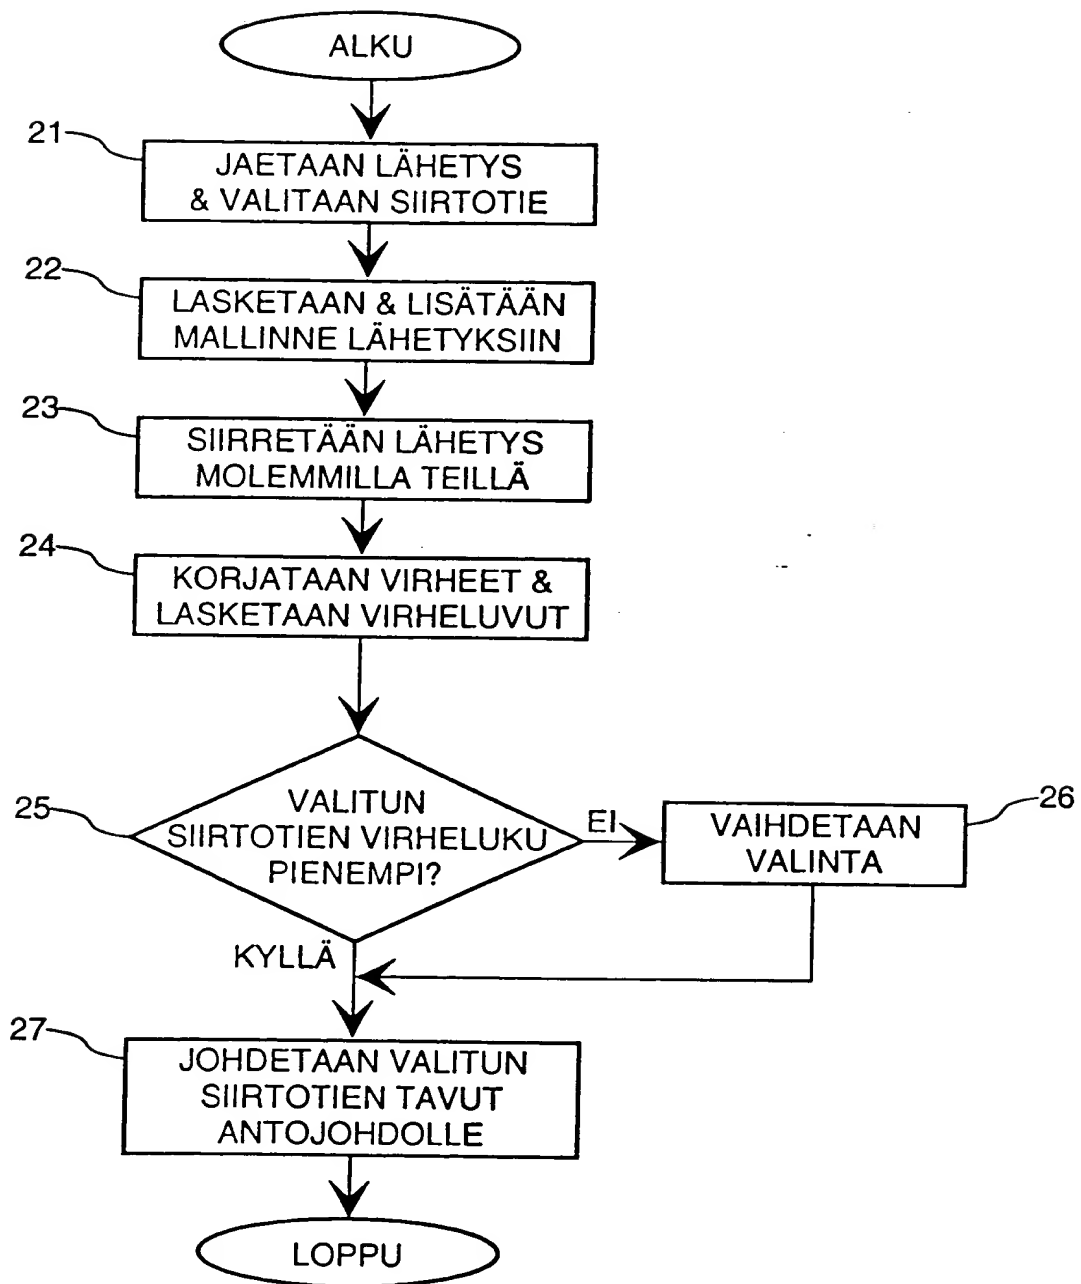 ALKU
21
JAETAAN LÄHETYS
& VALITAAN SIIRTOTIE
22
LASKETAAN & LISÄTÄÄN
MALLINNE LÄHETYKSIIN
23
SIIRRETÄÄN LÄHETYS
MOLEMMILLA TEILLÄ
24
KORJATAAN VIRHEET &
LASKETAAN VIRHELUVUT
25
VALITUN
SIIRTOTIEN VIRHELUKU
PIENEMPI?
EI
26
VAIHDETAAN
VALINTA
KYLLÄ
27
JOHDETAAN VALITUN
SIIRTOTIEN TAVUT
ANTOJOHDOLLE
LOPPU